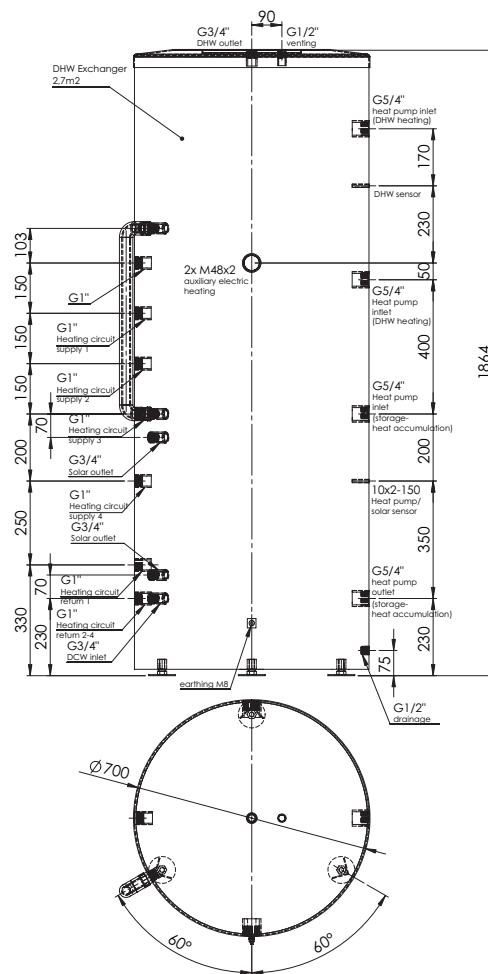 90
G3/4"
DHW outlet
G1/2"
venting
DHW Exchanger
2,7m2
G5/4"
heat pump inlet
(DHW heating)
170
DHW sensor
230
103
2x M48x2
auxiliary electric
heating
50
G1"
150
G5/4"
Heat pump
intlet
(DHW heating)
G1"
Heating circuit
supply 1
150
400
1864
G1"
Heating circuit
supply 2
150
G5/4"
Heat pump
inlet
(storage-
heat accumulation)
70
G1"
Heating circuit
supply 3
G3/4"
Solar outlet
200
200
10x2-150
Heat pump/
solar sensor
G1"
Heating circuit
supply 4
G3/4"
Solar outlet
250
350
G5/4"
heat pump
outlet
(storage-
heat accumulation)
70
G1"
Heating circuit
return 1
330
230
G1"
Heating circuit
return 2-4
G3/4"
DCW inlet
230
75
earthing M8
G1/2"
drainage
Ø700
60°
60°